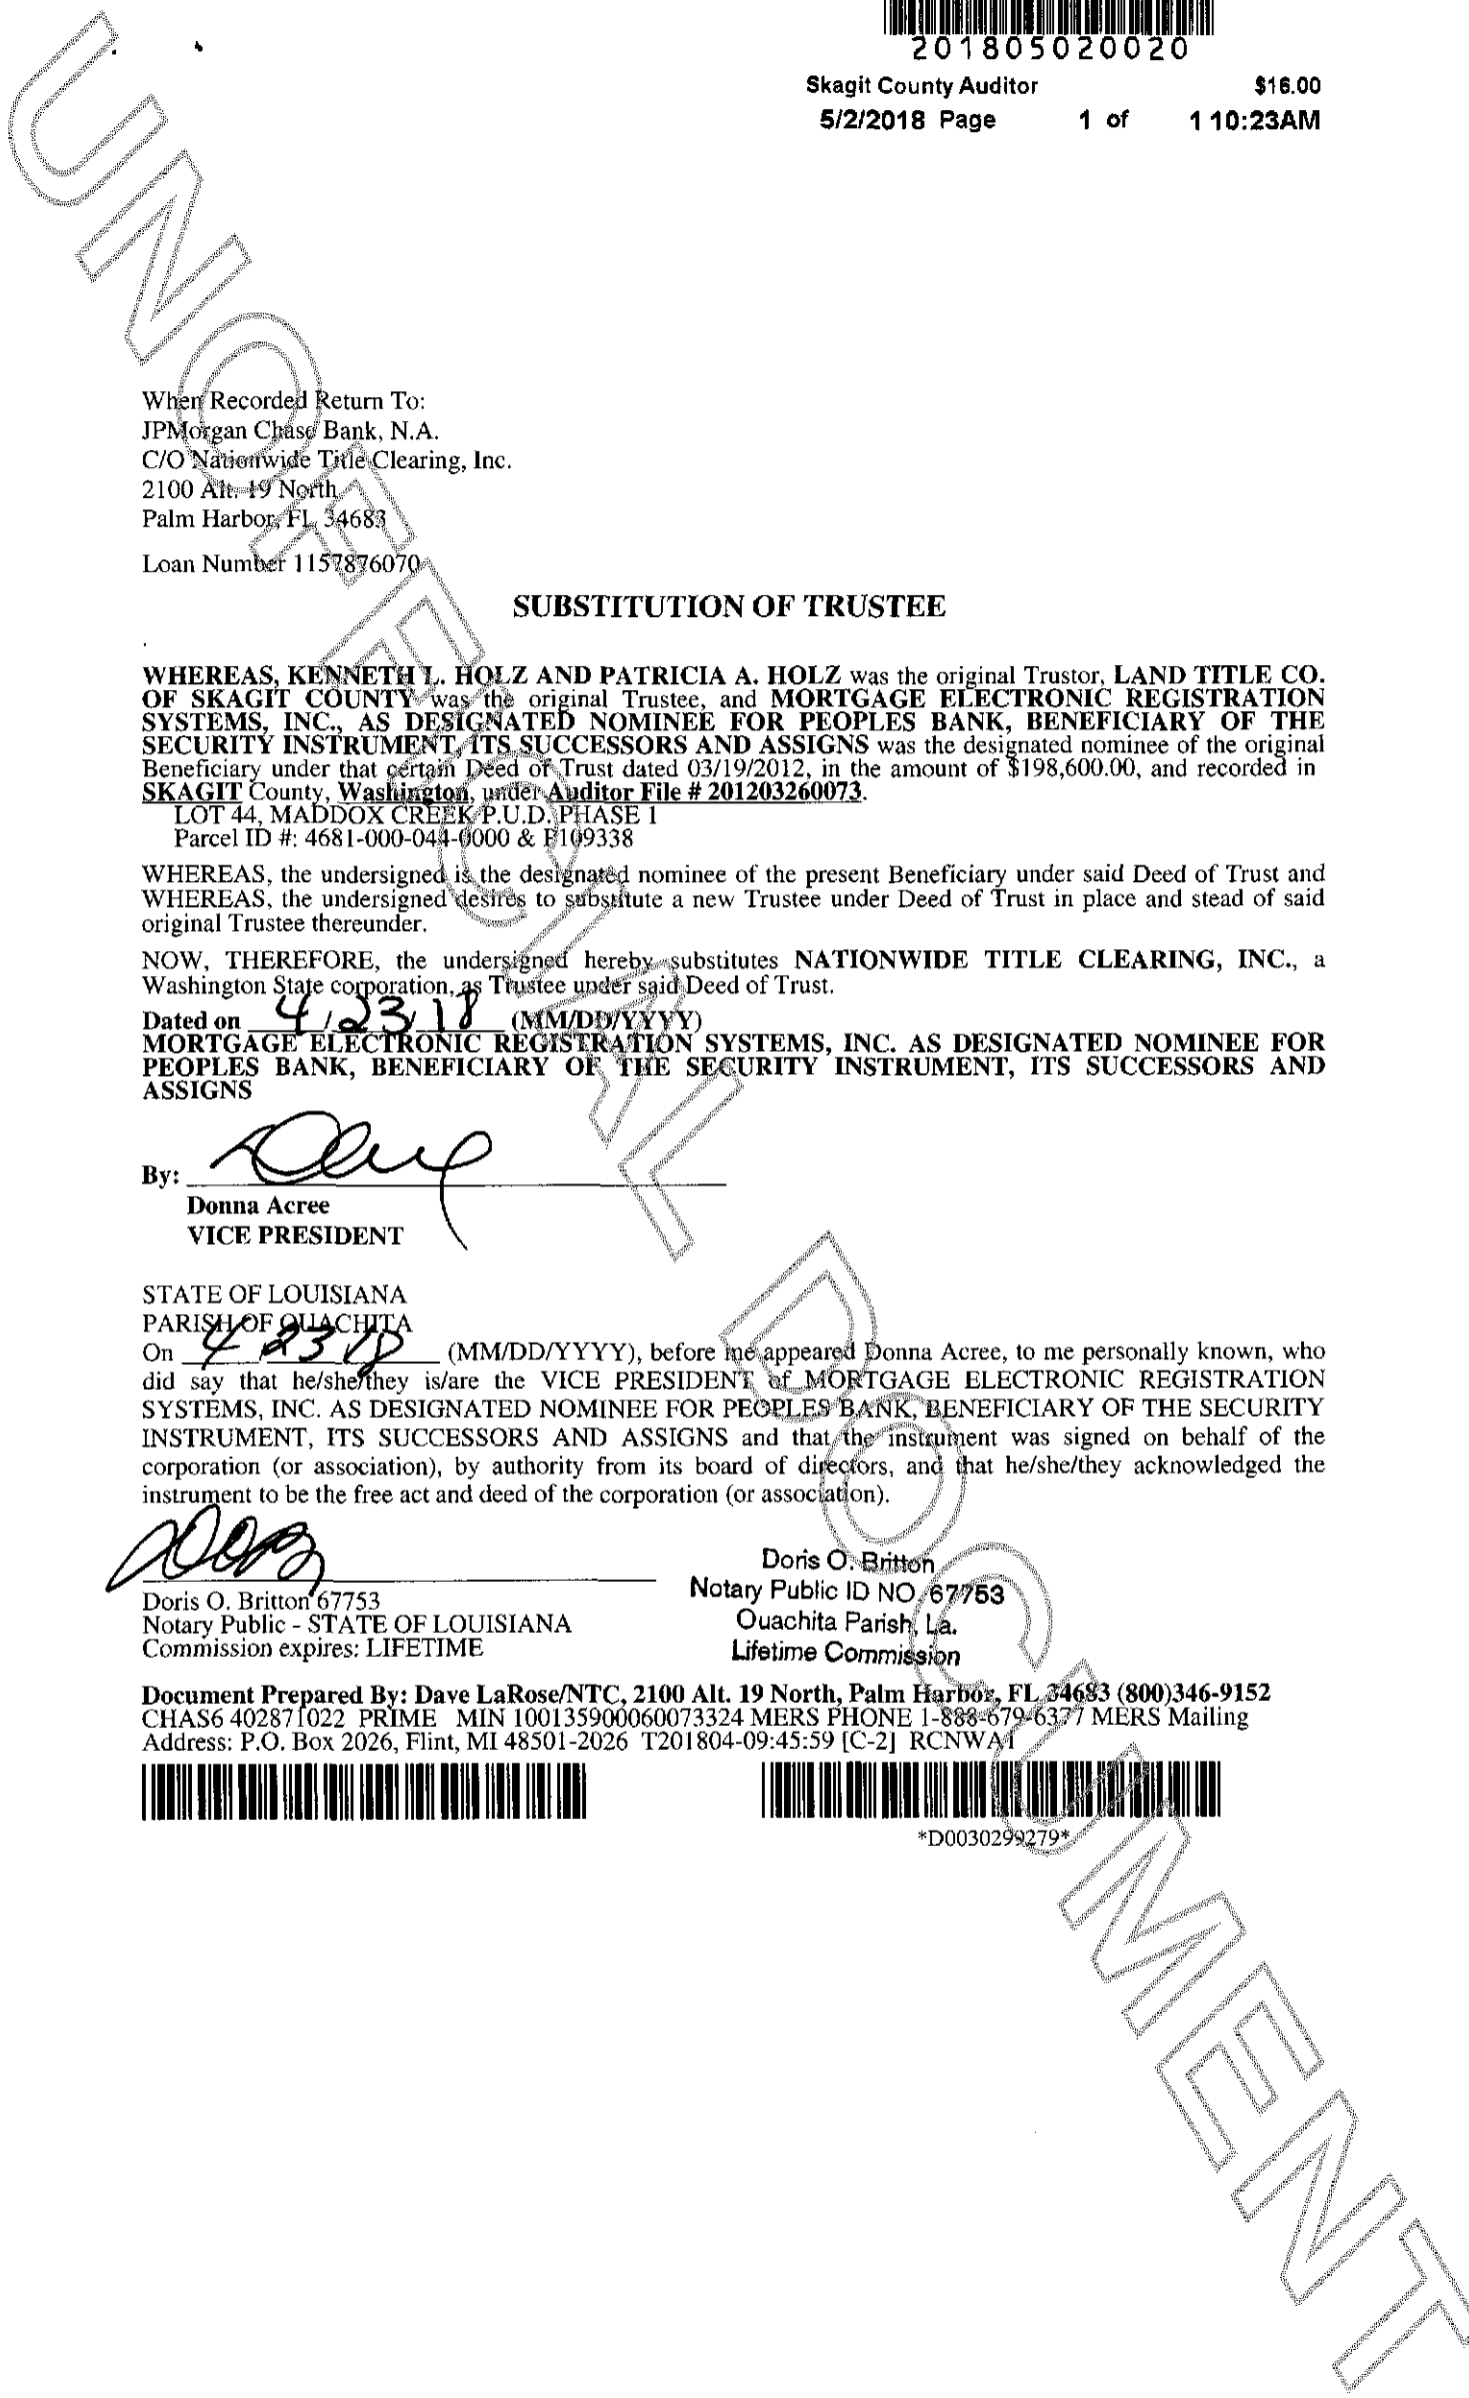 201805020020
Skagit County Auditor $16.00
5/2/2018 Page 1 of 1 10:23AM
When Recorded Return To:
JPMorgan Chase Bank, N.A.
C/O Nationwide Title Clearing, Inc.
2100 Alt. 19 North
Palm Harbor, FL 34683
Loan Number 1157876070
SUBSTITUTION OF TRUSTEE
WHEREAS, KENNETH L. HOLZ AND PATRICIA A. HOLZ was the original Trustor, LAND TITLE CO.
OF SKAGIT COUNTY was the original Trustee, and MORTGAGE ELECTRONIC REGISTRATION
SYSTEMS, INC., AS DESIGNATED NOMINEE FOR PEOPLES BANK, BENEFICIARY OF THE
SECURITY INSTRUMENT, ITS SUCCESSORS AND ASSIGNS was the designated nominee of the original
Beneficiary under that certain Deed of Trust dated 03/19/2012, in the amount of $198,600.00, and recorded in
SKAGIT County, Washington, under Auditor File # 201203260073.
LOT 44, MADDOX CREEK P.U.D. PHASE 1
Parcel ID #: 4681-000-044-0000 & P109338
WHEREAS, the undersigned is the designated nominee of the present Beneficiary under said Deed of Trust and
WHEREAS, the undersigned desires to substitute a new Trustee under Deed of Trust in place and stead of said
original Trustee thereunder.
NOW, THEREFORE, the undersigned hereby substitutes NATIONWIDE TITLE CLEARING, INC., a
Washington State corporation, as Trustee under said Deed of Trust.
Dated on 4/23/18 (MM/DD/YYYY)
MORTGAGE ELECTRONIC REGISTRATION SYSTEMS, INC. AS DESIGNATED NOMINEE FOR
PEOPLES BANK, BENEFICIARY OF THE SECURITY INSTRUMENT, ITS SUCCESSORS AND
ASSIGNS
By:
Donna Acree
VICE PRESIDENT
STATE OF LOUISIANA
PARISH OF OUACHITA
On 4/23/18 (MM/DD/YYYY), before me appeared Donna Acree, to me personally known, who
did say that he/she/they is/are the VICE PRESIDENT of MORTGAGE ELECTRONIC REGISTRATION
SYSTEMS, INC. AS DESIGNATED NOMINEE FOR PEOPLES BANK, BENEFICIARY OF THE SECURITY
INSTRUMENT, ITS SUCCESSORS AND ASSIGNS and that the instrument was signed on behalf of the
corporation (or association), by authority from its board of directors, and that he/she/they acknowledged the
instrument to be the free act and deed of the corporation (or association).
Doris O. Britton 67753
Notary Public - STATE OF LOUISIANA
Commission expires: LIFETIME
Doris O. Britton
Notary Public ID NO. 67753
Ouachita Parish, La.
Lifetime Commission
Document Prepared By: Dave LaRose/NTC, 2100 Alt. 19 North, Palm Harbor, FL 34683 (800)346-9152
CHAS6 402871022 PRIME MIN 100135900060073324 MERS PHONE 1-888-679-6377 MERS Mailing
Address: P.O. Box 2026, Flint, MI 48501-2026 T201804-09:45:59 [C-2] RCNWA1
*D0030299279*
UNOFFICIAL DOCUMENT